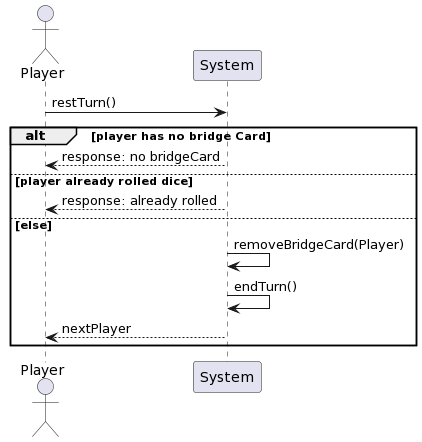 Player
System
restTurn()
alt [player has no bridge Card]
response: no bridgeCard
[player already rolled dice]
response: already rolled
[else]
removeBridgeCard(Player)
endTurn()
nextPlayer
Player
System